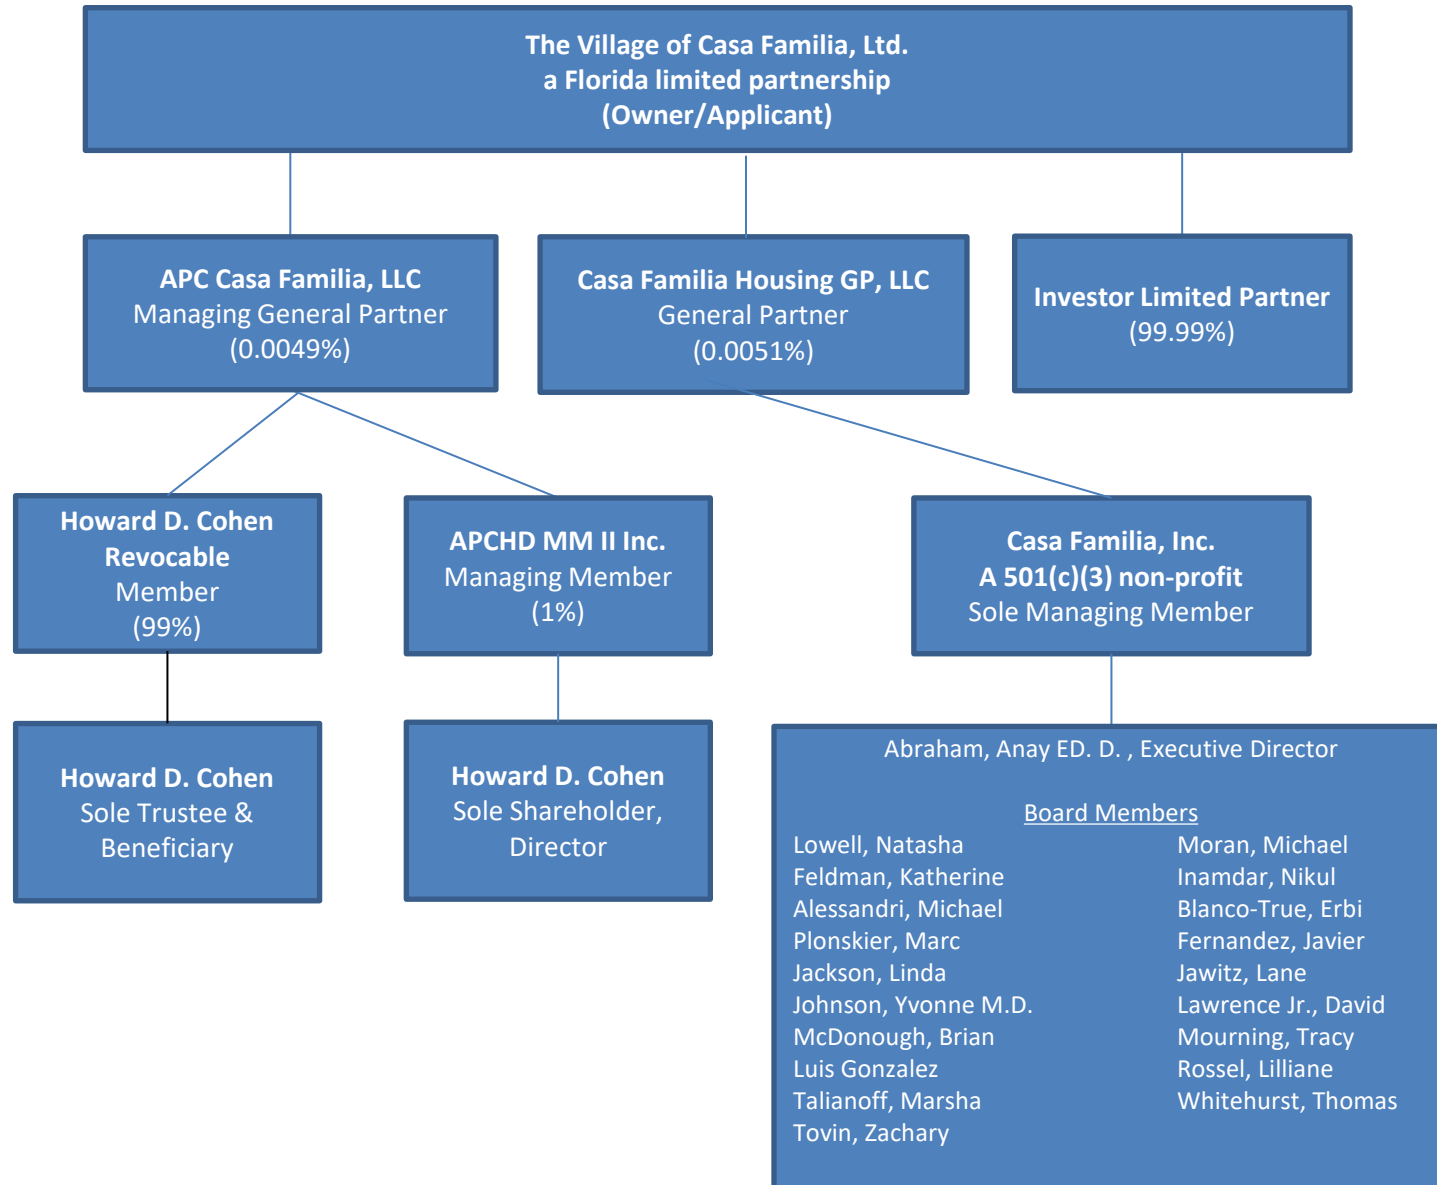 The Village of Casa Familia, Ltd.
a Florida limited partnership
(Owner/Applicant)
APC Casa Familia, LLC
Managing General Partner
(0.0049%)
Casa Familia Housing GP, LLC
General Partner
(0.0051%)
Investor Limited Partner
(99.99%)
Howard D. Cohen
Revocable
Member
(99%)
APCHD MM II Inc.
Managing Member
(1%)
Casa Familia, Inc.
A 501(c)(3) non-profit
Sole Managing Member
Howard D. Cohen
Sole Trustee &
Beneficiary
Howard D. Cohen
Sole Shareholder,
Director
Abraham, Anay ED. D. , Executive Director
Board Members
Lowell, Natasha
Feldman, Katherine
Alessandri, Michael
Plonskier, Marc
Jackson, Linda
Johnson, Yvonne M.D.
McDonough, Brian
Luis Gonzalez
Talianoff, Marsha
Tovin, Zachary
Moran, Michael
Inamdar, Nikul
Blanco-True, Erbi
Fernandez, Javier
Jawitz, Lane
Lawrence Jr., David
Mourning, Tracy
Rossel, Lilliane
Whitehurst, Thomas